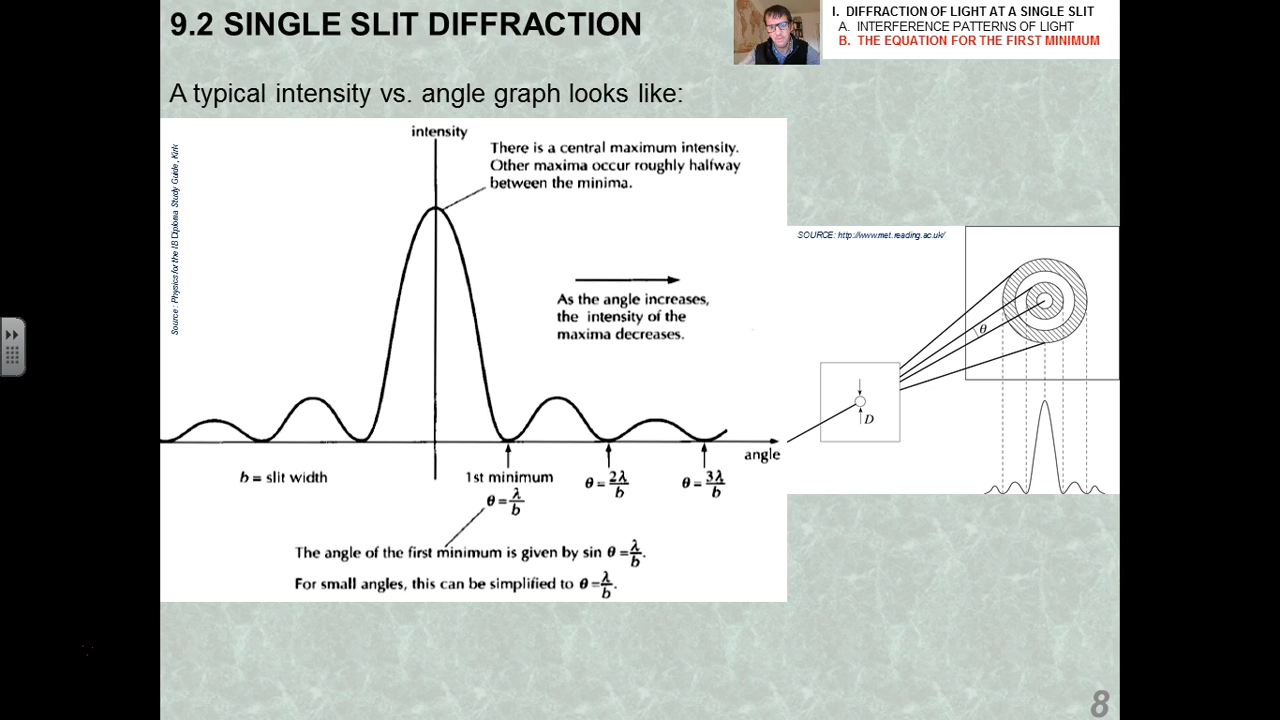 9.2 SINGLE SLIT DIFFRACTION
I. DIFFRACTION OF LIGHT AT A SINGLE SLIT
A. INTERFERENCE PATTERNS OF LIGHT
B. THE EQUATION FOR THE FIRST MINIMUM
A typical intensity vs. angle graph looks like:
Source: Physics for the IB Diploma Study Guide, Kirk
intensity
There is a central maximum intensity.
Other maxima occur roughly halfway
between the minima.
As the angle increases,
the intensity of the
maxima decreases.
angle
b = slit width
1st minimum
θ = λ/b
θ = 2λ/b
θ = 3λ/b
The angle of the first minimum is given by sin θ = λ/b.
For small angles, this can be simplified to θ = λ/b.
SOURCE: http://www.met.reading.ac.uk/
θ
D
8